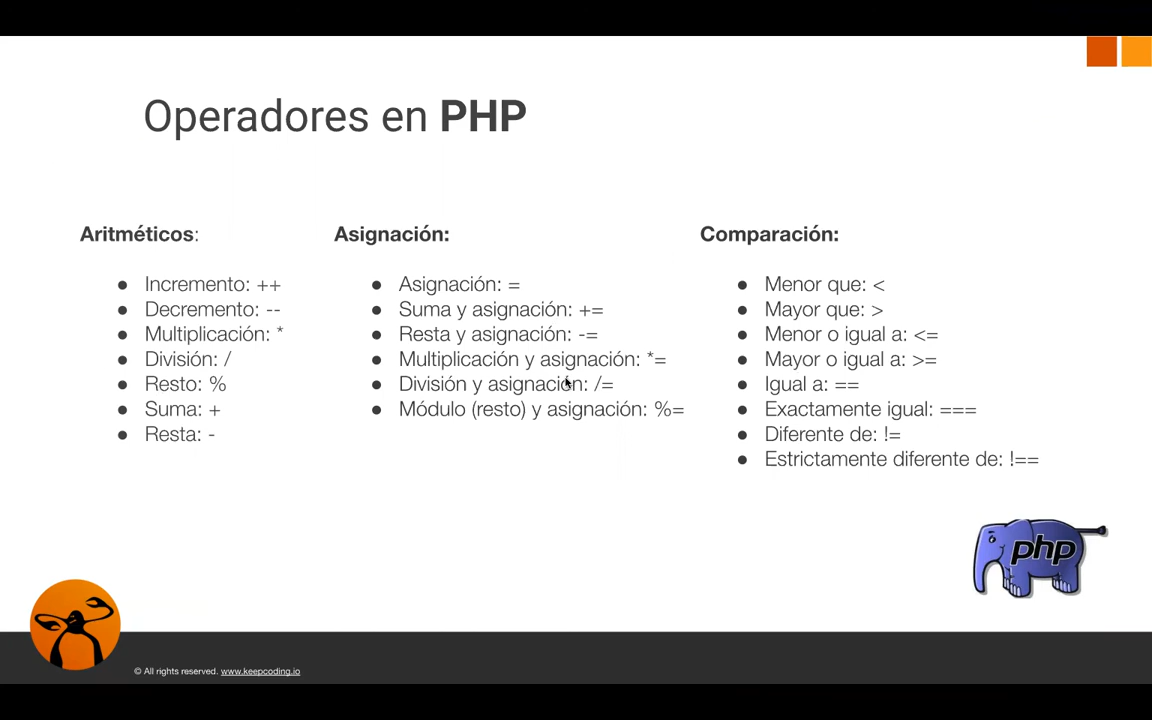 Operadores en PHP
Aritméticos:
● Incremento: ++
● Decremento: --
● Multiplicación: *
● División: /
● Resto: %
● Suma: +
● Resta: -
Asignación:
● Asignación: =
● Suma y asignación: +=
● Resta y asignación: -=
● Multiplicación y asignación: *=
● División y asignación: /=
● Módulo (resto) y asignación: %=
Comparación:
● Menor que: <
● Mayor que: >
● Menor o igual a: <=
● Mayor o igual a: >=
● Igual a: ==
● Exactamente igual: ===
● Diferente de: !=
● Estrictamente diferente de: !==
php
© All rights reserved. www.keepcoding.io